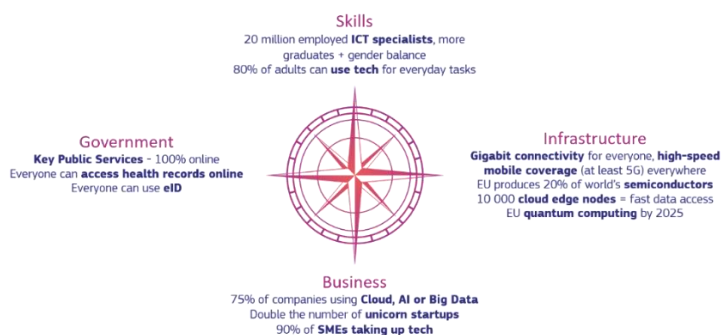 Skills
20 million employed ICT specialists, more
graduates + gender balance
80% of adults can use tech for everyday tasks
Government
Key Public Services - 100% online
Everyone can access health records online
Everyone can use eID
Infrastructure
Gigabit connectivity for everyone, high-speed
mobile coverage (at least 5G) everywhere
EU produces 20% of world's semiconductors
10 000 cloud edge nodes = fast data access
EU quantum computing by 2025
Business
75% of companies using Cloud, AI or Big Data
Double the number of unicorn startups
90% of SMEs taking up tech